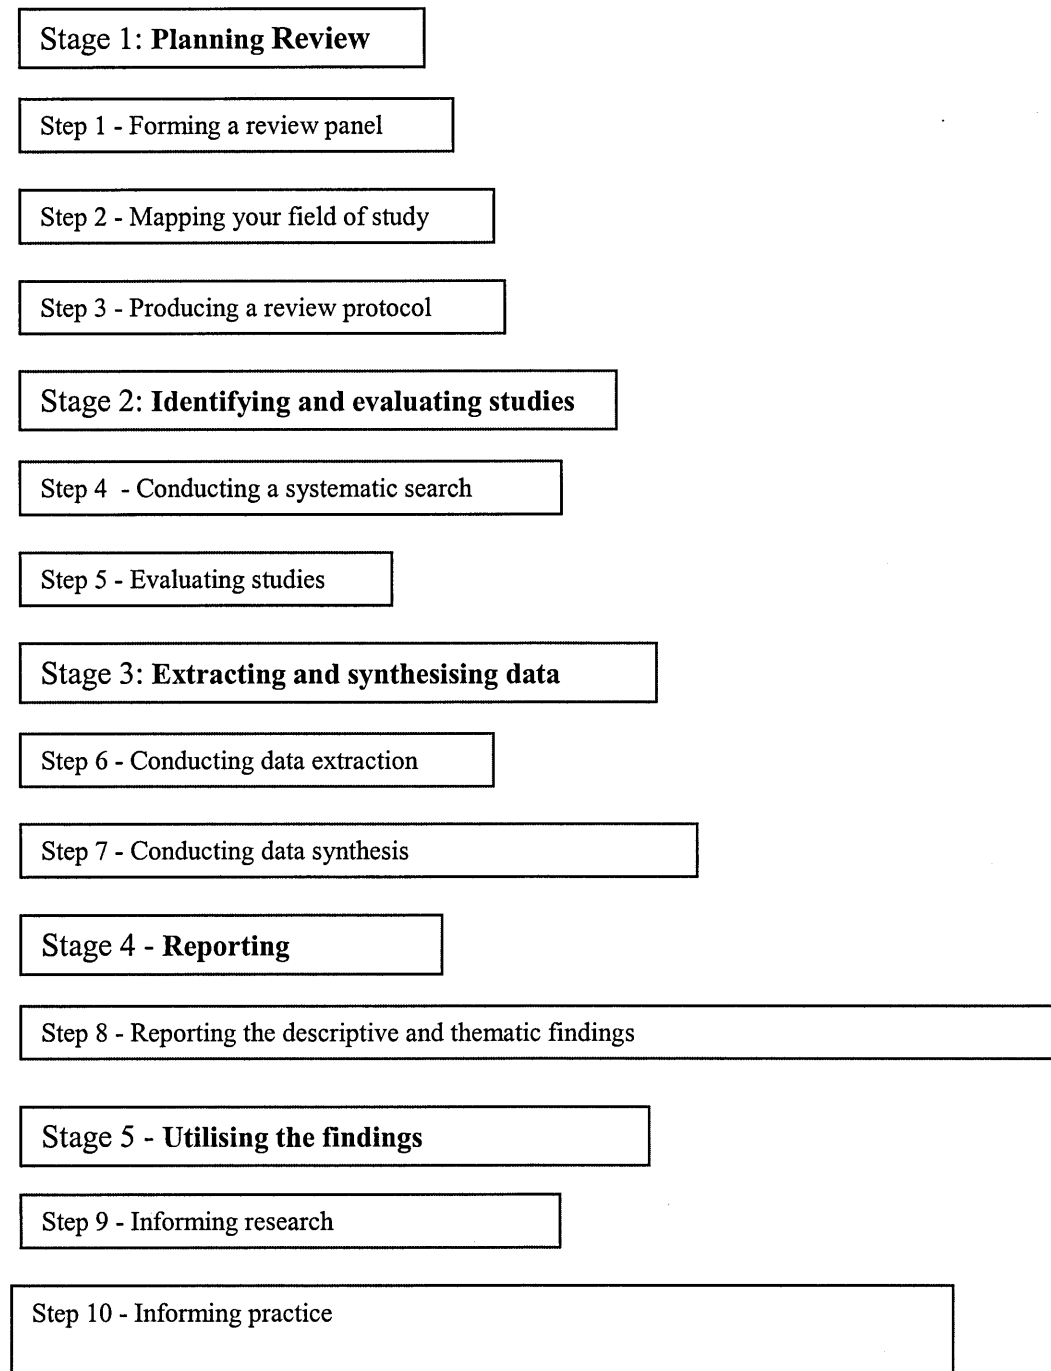 Stage 1: Planning Review
Step 1 - Forming a review panel
Step 2 - Mapping your field of study
Step 3 - Producing a review protocol
Stage 2: Identifying and evaluating studies
Step 4  - Conducting a systematic search
Step 5 - Evaluating studies
Stage 3: Extracting and synthesising data
Step 6 - Conducting data extraction
Step 7 - Conducting data synthesis
Stage 4 - Reporting
Step 8 - Reporting the descriptive and thematic findings
Stage 5 - Utilising the findings
Step 9 - Informing research
Step 10 - Informing practice